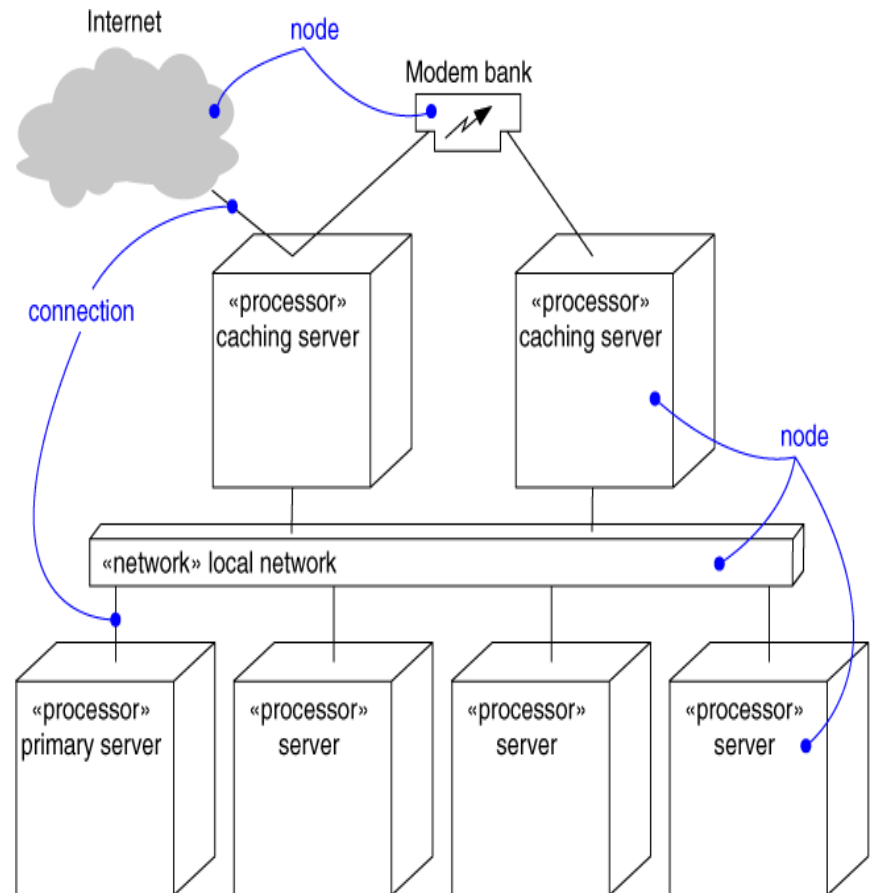 Internet
node
Modem bank
«processor»
caching server
«processor»
caching server
connection
node
«network» local network
«processor»
primary server
«processor»
server
«processor»
server
«processor»
server